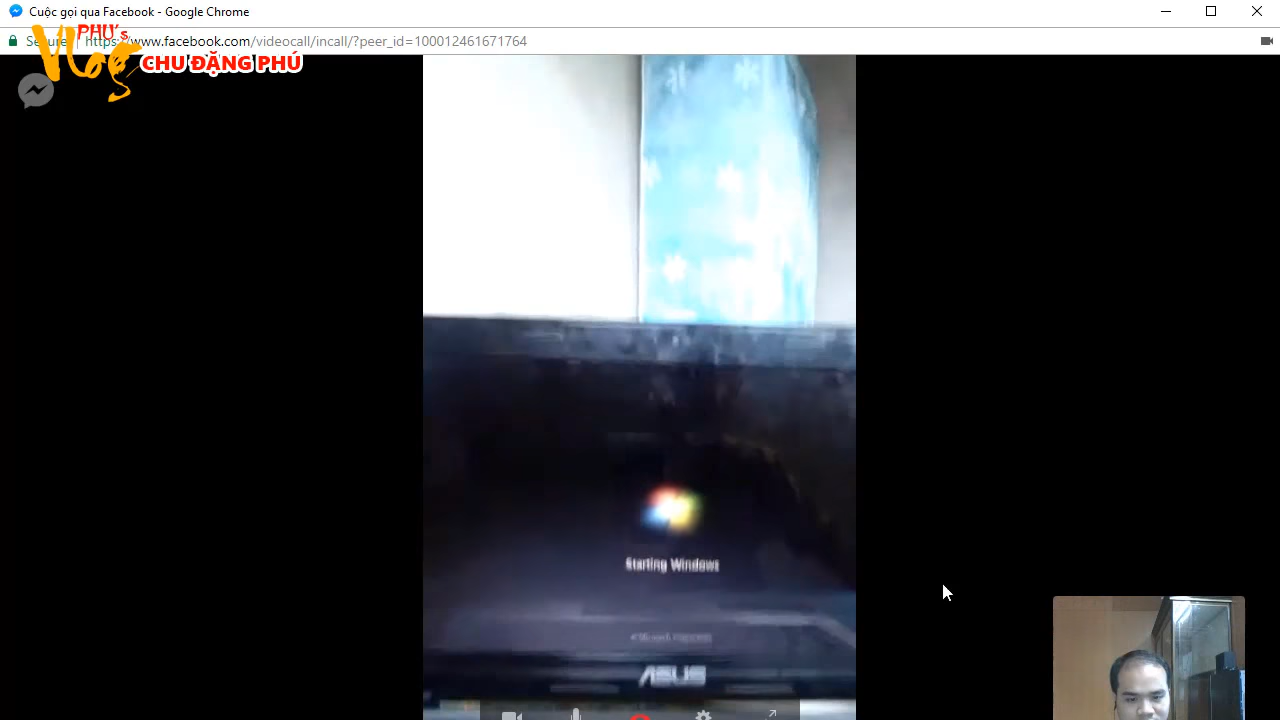 Cuộc gọi qua Facebook - Google Chrome
https://www.facebook.com/videocall/incall/?peer_id=100012461671764
PHU's
Vlog
CHU ĐẶNG PHÚ
Starting Windows
ASUS